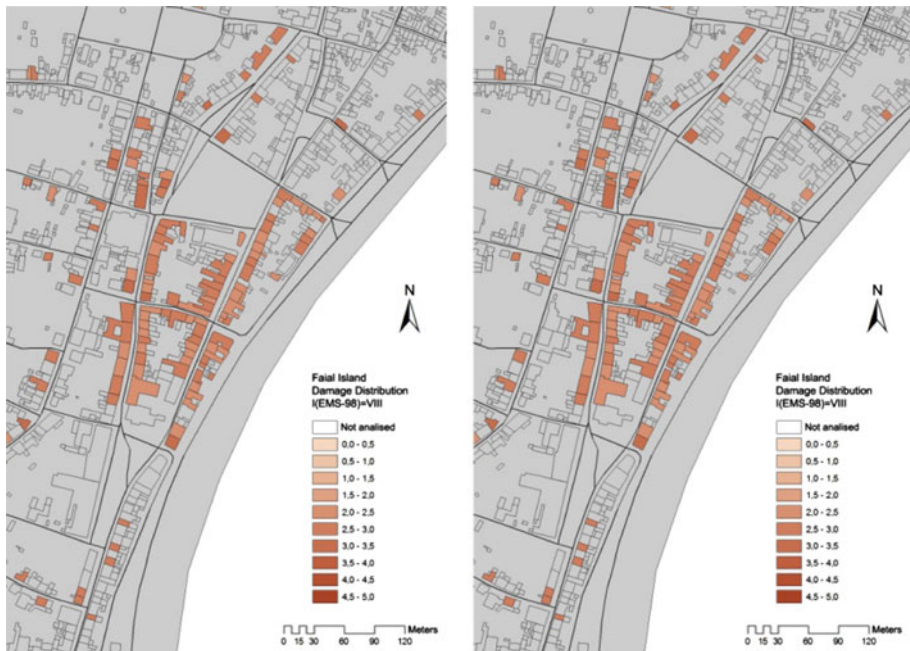 N
Faial Island
Damage Distribution
I(EMS-98)=VIII
Not analised
0,0 - 0,5
0,5 - 1,0
1,0 - 1,5
1,5 - 2,0
2,0 - 2,5
2,5 - 3,0
3,0 - 3,5
3,5 - 4,0
4,0 - 4,5
4,5 - 5,0
Meters
0 15 30 60 90 120
N
Faial Island
Damage Distribution
I(EMS-98)=VIII
Not analised
0,0 - 0,5
0,5 - 1,0
1,0 - 1,5
1,5 - 2,0
2,0 - 2,5
2,5 - 3,0
3,0 - 3,5
3,5 - 4,0
4,0 - 4,5
4,5 - 5,0
Meters
0 15 30 60 90 120